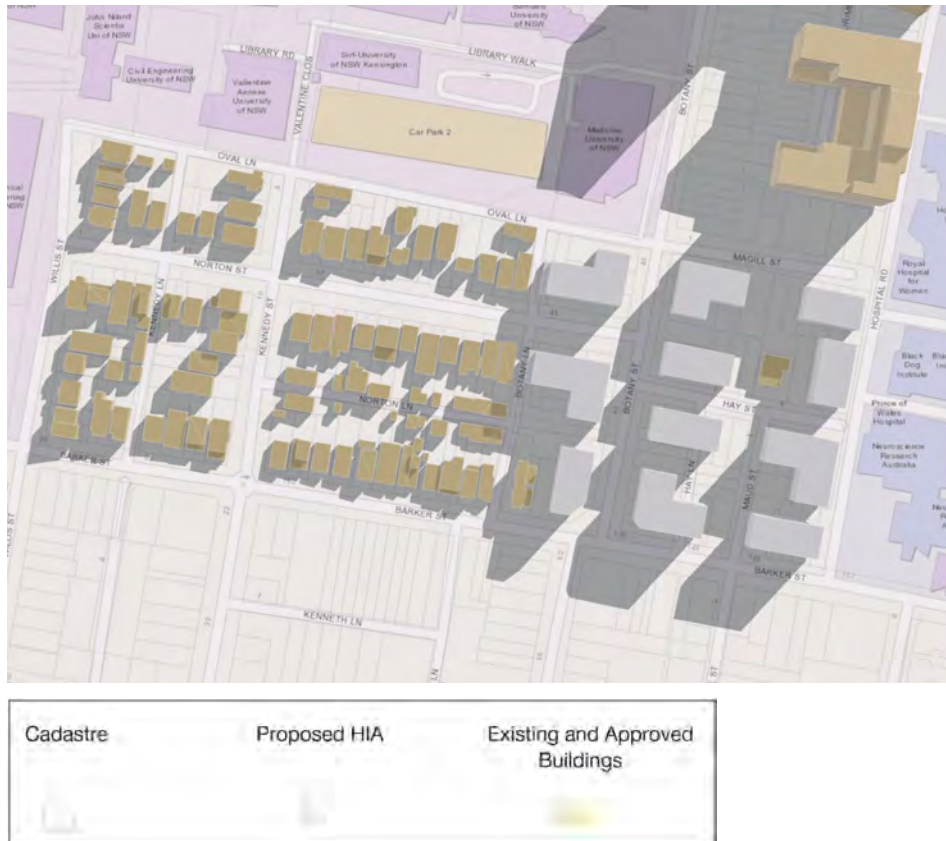 John Niland
Scientia
Uni of NSW
Civil Engineering
University of NSW
Valentine
Annexe
University
of NSW
LIBRARY RD
VALENTINE CLOS
Sirf-University
of NSW Kensington
LIBRARY WALK
University
of NSW
BOTANY ST
Car Park 2
Medicine
University
of NSW
OVAL LN
OVAL LN
WILLIS ST
NORTON ST
KENNEDY LN
KENNEDY ST
NORTON LN
BOTANY LN
BOTANY ST
MAGILL ST
HOSPITAL RD
Royal
Hospital
for
Women
Black
Dog
Institute
HAY ST
Prince of
Wales
Hospital
Neuroscience
Research
Australia
HAY LN
MAUD ST
BARKER ST
BARKER ST
BARKER ST
KENNETH LN
LN
ST
Cadastre
Proposed HIA
Existing and Approved
Buildings